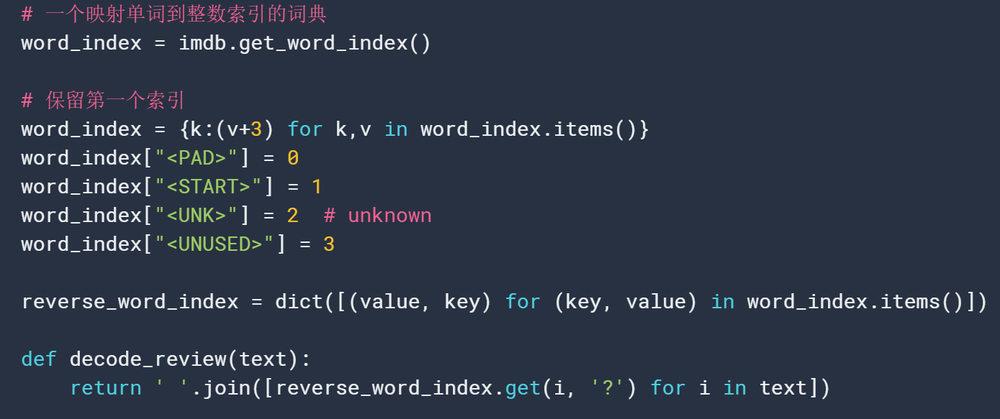 # 一个映射单词到整数索引的词典
word_index = imdb.get_word_index()
# 保留第一个索引
word_index = {k:(v+3) for k,v in word_index.items()}
word_index["<PAD>"] = 0
word_index["<START>"] = 1
word_index["<UNK>"] = 2  # unknown
word_index["<UNUSED>"] = 3
reverse_word_index = dict([(value, key) for (key, value) in word_index.items()])
def decode_review(text):
    return ' '.join([reverse_word_index.get(i, '?') for i in text])